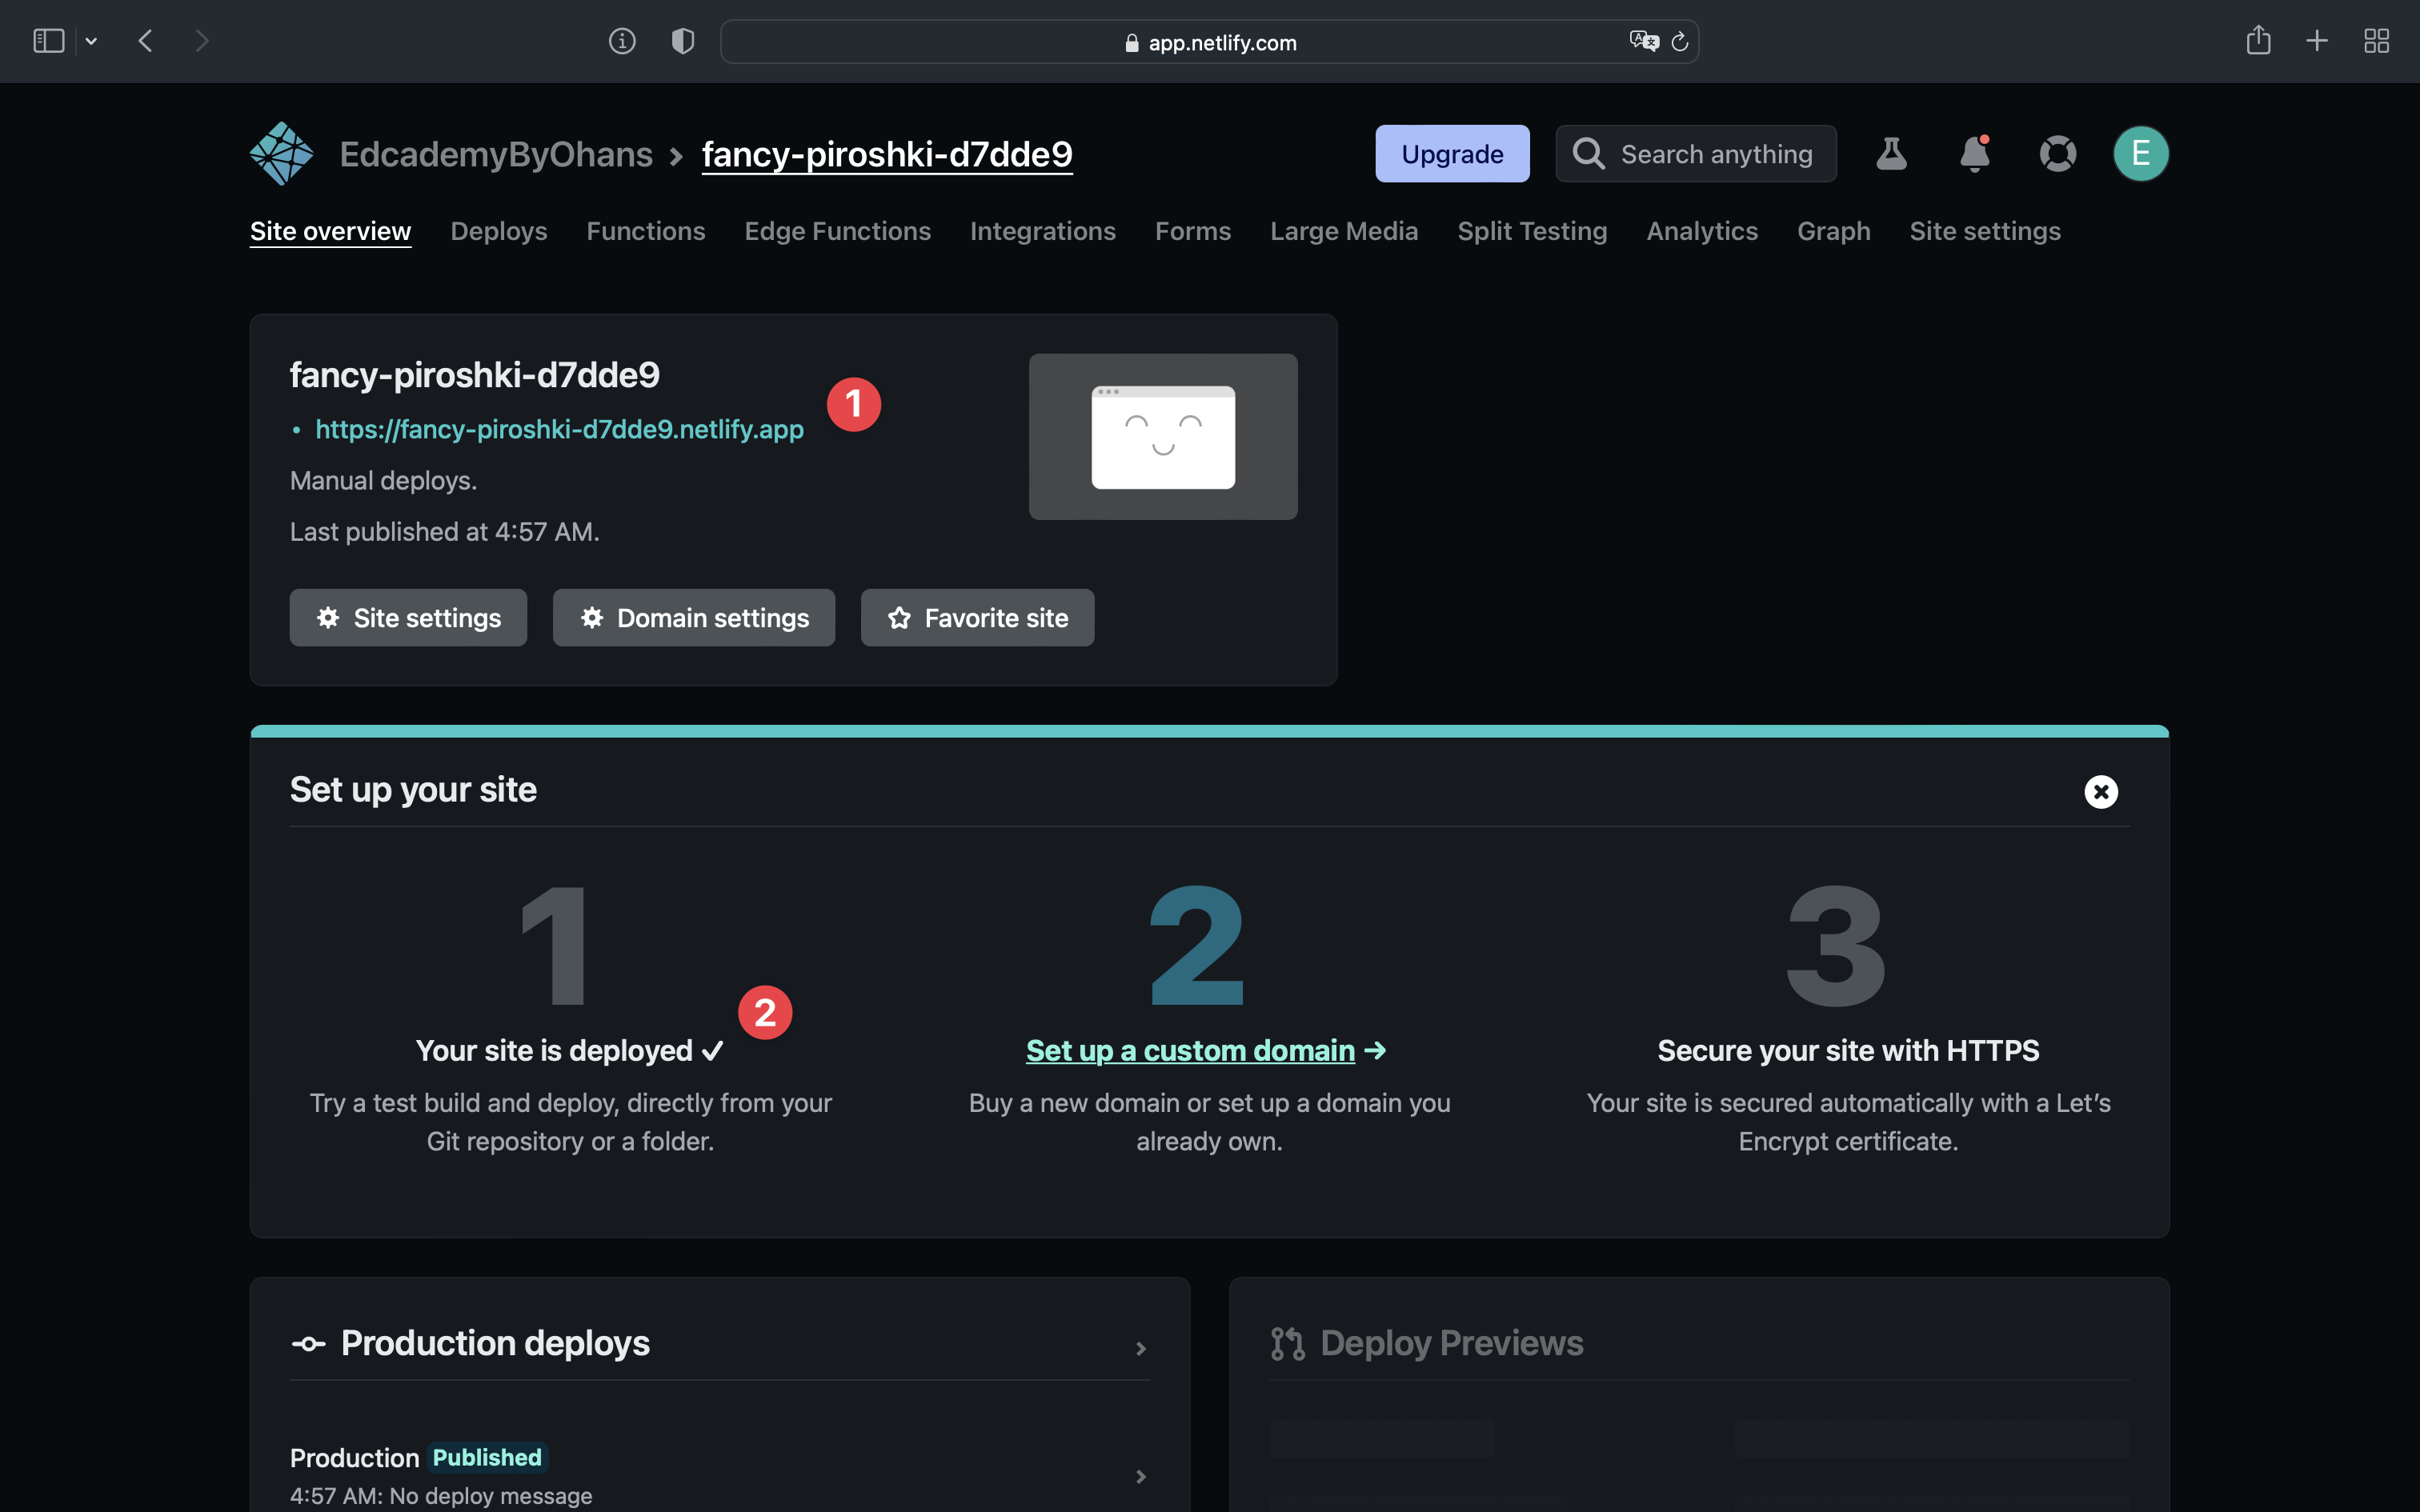 app.netlify.com
EdcademyByOhans > fancy-piroshki-d7dde9
Upgrade
Search anything
E
Site overview Deploys Functions Edge Functions Integrations Forms Large Media Split Testing Analytics Graph Site settings
fancy-piroshki-d7dde9
1
• https://fancy-piroshki-d7dde9.netlify.app
Manual deploys.
Last published at 4:57 AM.
Site settings
Domain settings
Favorite site
Set up your site
1
2
Your site is deployed ✓
Try a test build and deploy, directly from your
Git repository or a folder.
2
Set up a custom domain →
Buy a new domain or set up a domain you
already own.
3
Secure your site with HTTPS
Your site is secured automatically with a Let’s
Encrypt certificate.
Production deploys
Production Published
4:57 AM: No deploy message
Deploy Previews